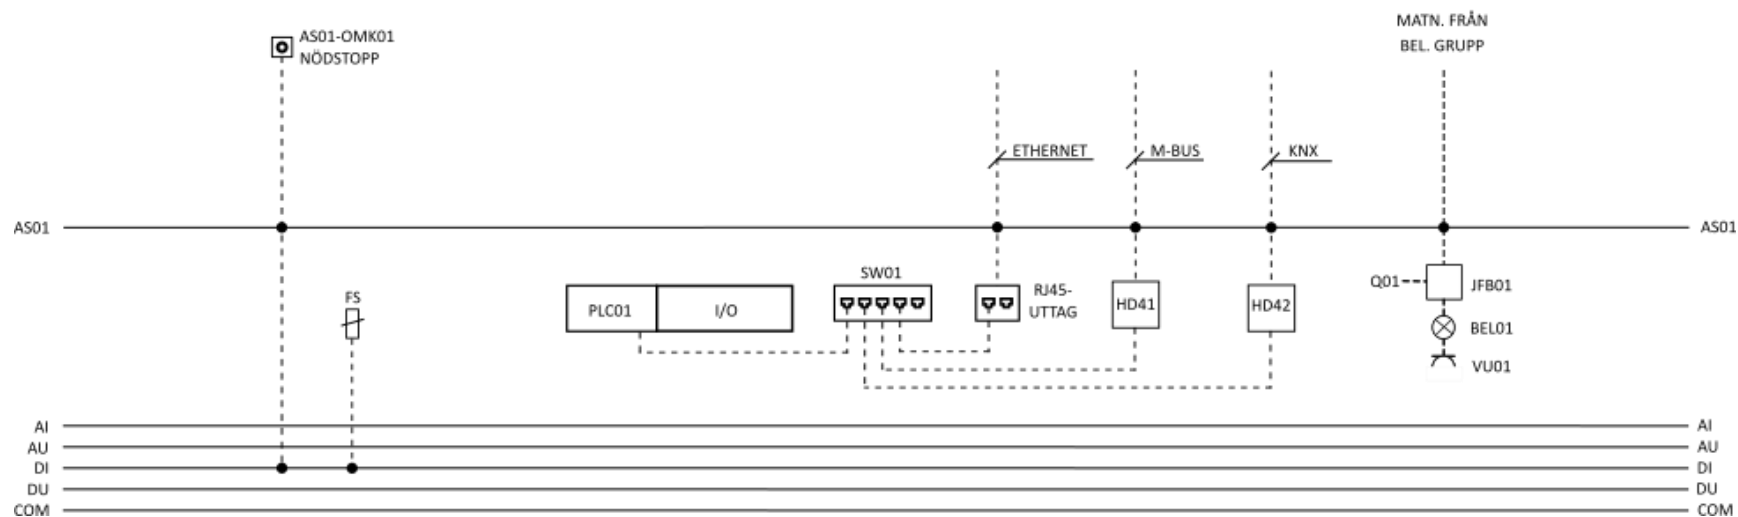 MATN. FRÅN
BEL. GRUPP
AS01-OMK01
NÖDSTOPP
ETHERNET
M-BUS
KNX
AS01
AS01
SW01
FS
PLC01
I/O
RJ45-
UTTAG
HD41
HD42
Q01
JFB01
BEL01
VU01
AI
AI
AU
AU
DI
DI
DU
DU
COM
COM